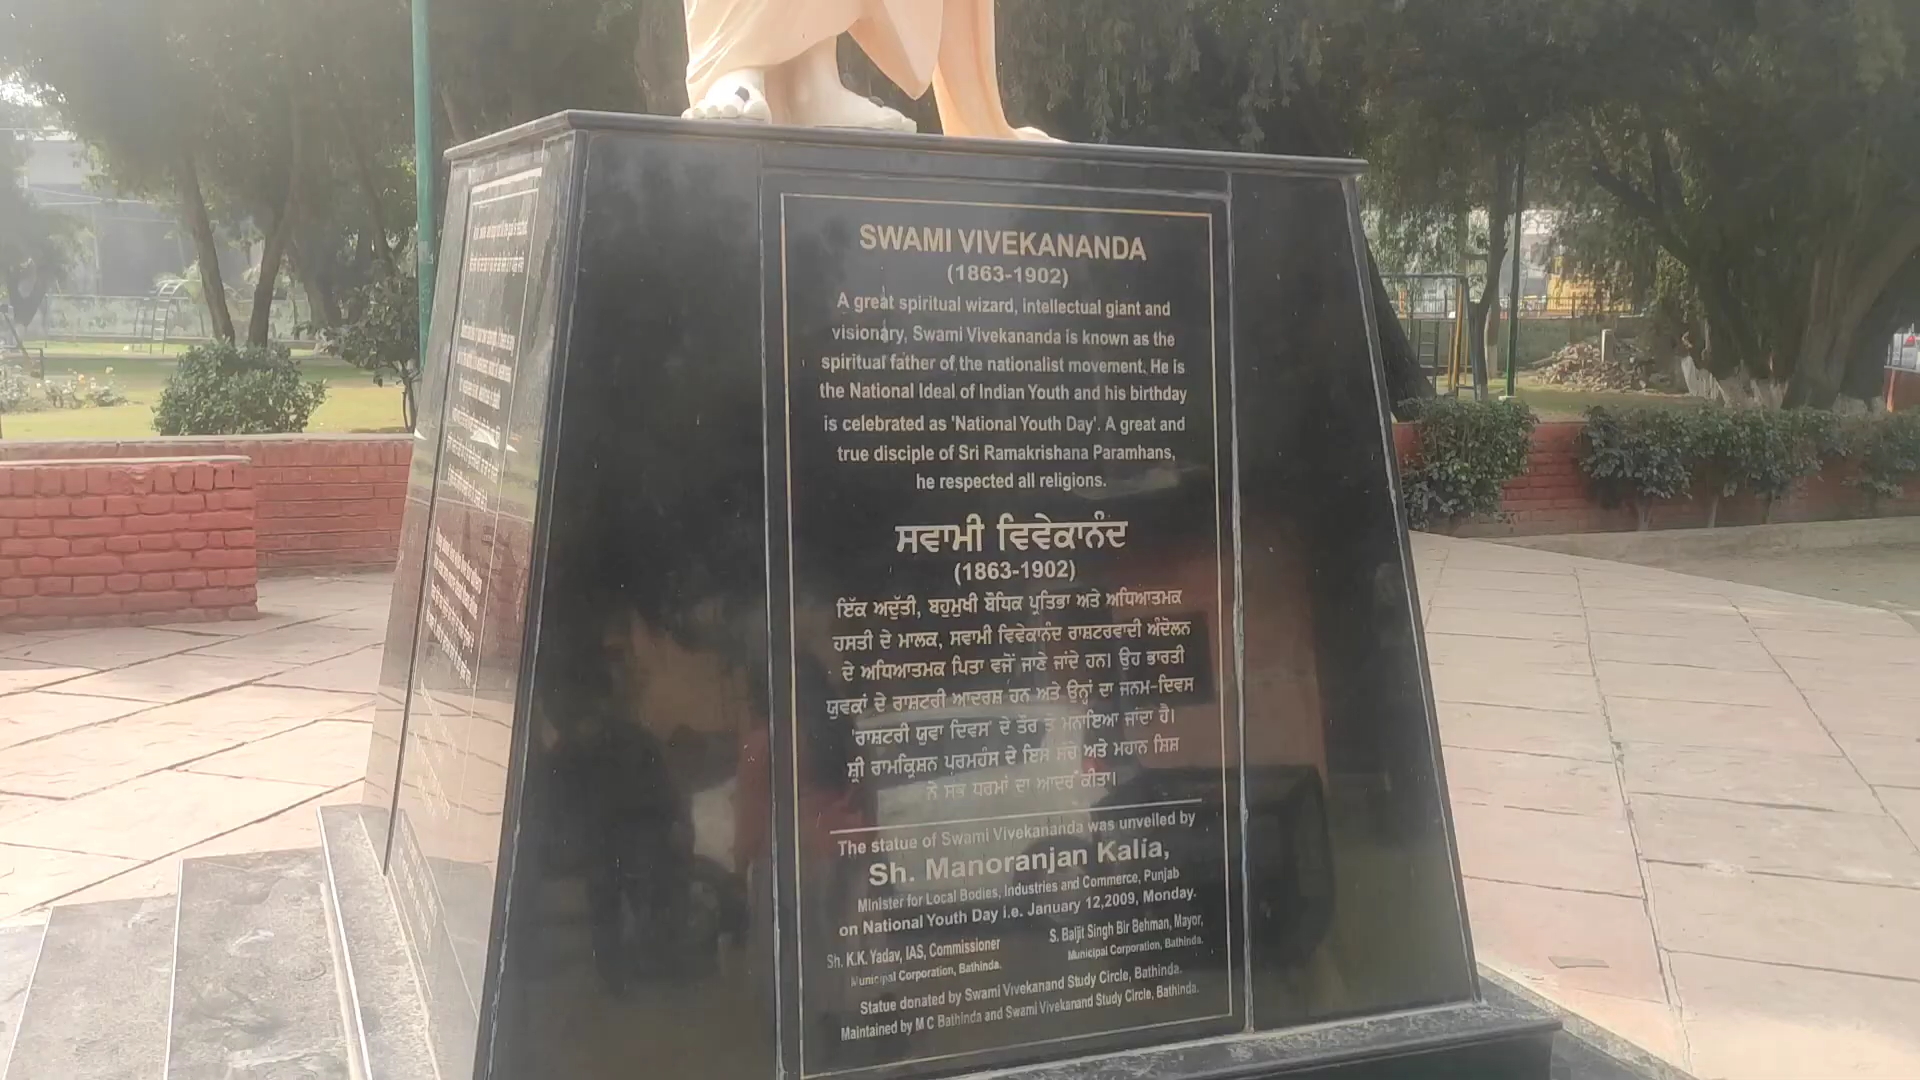 SWAMI VIVEKANANDA
(1863-1902)
A great spiritual wizard, intellectual giant and
visionary, Swami Vivekananda is known as the
spiritual father of the nationalist movement. He is
the National Ideal of Indian Youth and his birthday
is celebrated as 'National Youth Day'. A great and
true disciple of Sri Ramakrishana Paramhans,
he respected all religions.
ਸਵਾਮੀ ਵਿਵੇਕਾਨੰਦ
(1863-1902)
ਇੱਕ ਅਦੁੱਤੀ, ਬਹੁਮੁਖੀ ਬੌਧਿਕ ਪ੍ਰਤਿਭਾ ਅਤੇ ਅਧਿਆਤਮਕ
ਹਸਤੀ ਦੇ ਮਾਲਕ, ਸਵਾਮੀ ਵਿਵੇਕਾਨੰਦ ਰਾਸ਼ਟਰਵਾਦੀ ਅੰਦੋਲਨ
ਦੇ ਅਧਿਆਤਮਕ ਪਿਤਾ ਵਜੋਂ ਜਾਣੇ ਜਾਂਦੇ ਹਨ। ਉਹ ਭਾਰਤੀ
ਯੁਵਕਾਂ ਦੇ ਰਾਸ਼ਟਰੀ ਆਦਰਸ਼ ਹਨ ਅਤੇ ਉਨ੍ਹਾਂ ਦਾ ਜਨਮ-ਦਿਵਸ
'ਰਾਸ਼ਟਰੀ ਯੁਵਾ ਦਿਵਸ' ਦੇ ਤੌਰ ਤੇ ਮਨਾਇਆ ਜਾਂਦਾ ਹੈ।
ਸ਼੍ਰੀ ਰਾਮਕ੍ਰਿਸ਼ਨ ਪਰਮਹੰਸ ਦੇ ਇਸ ਸੱਚੇ ਅਤੇ ਮਹਾਨ ਸ਼ਿਸ਼
ਨੇ ਸਭ ਧਰਮਾਂ ਦਾ ਆਦਰ ਕੀਤਾ।
The statue of Swami Vivekananda was unveiled by
Sh. Manoranjan Kalia,
Minister for Local Bodies, Industries and Commerce, Punjab
on National Youth Day i.e. January 12,2009, Monday.
Sh. K.K. Yadav, IAS, Commissioner
Municipal Corporation, Bathinda.
S. Baljit Singh Bir Behman, Mayor,
Municipal Corporation, Bathinda.
Statue donated by Swami Vivekanand Study Circle, Bathinda.
Maintained by M C Bathinda and Swami Vivekanand Study Circle, Bathinda.